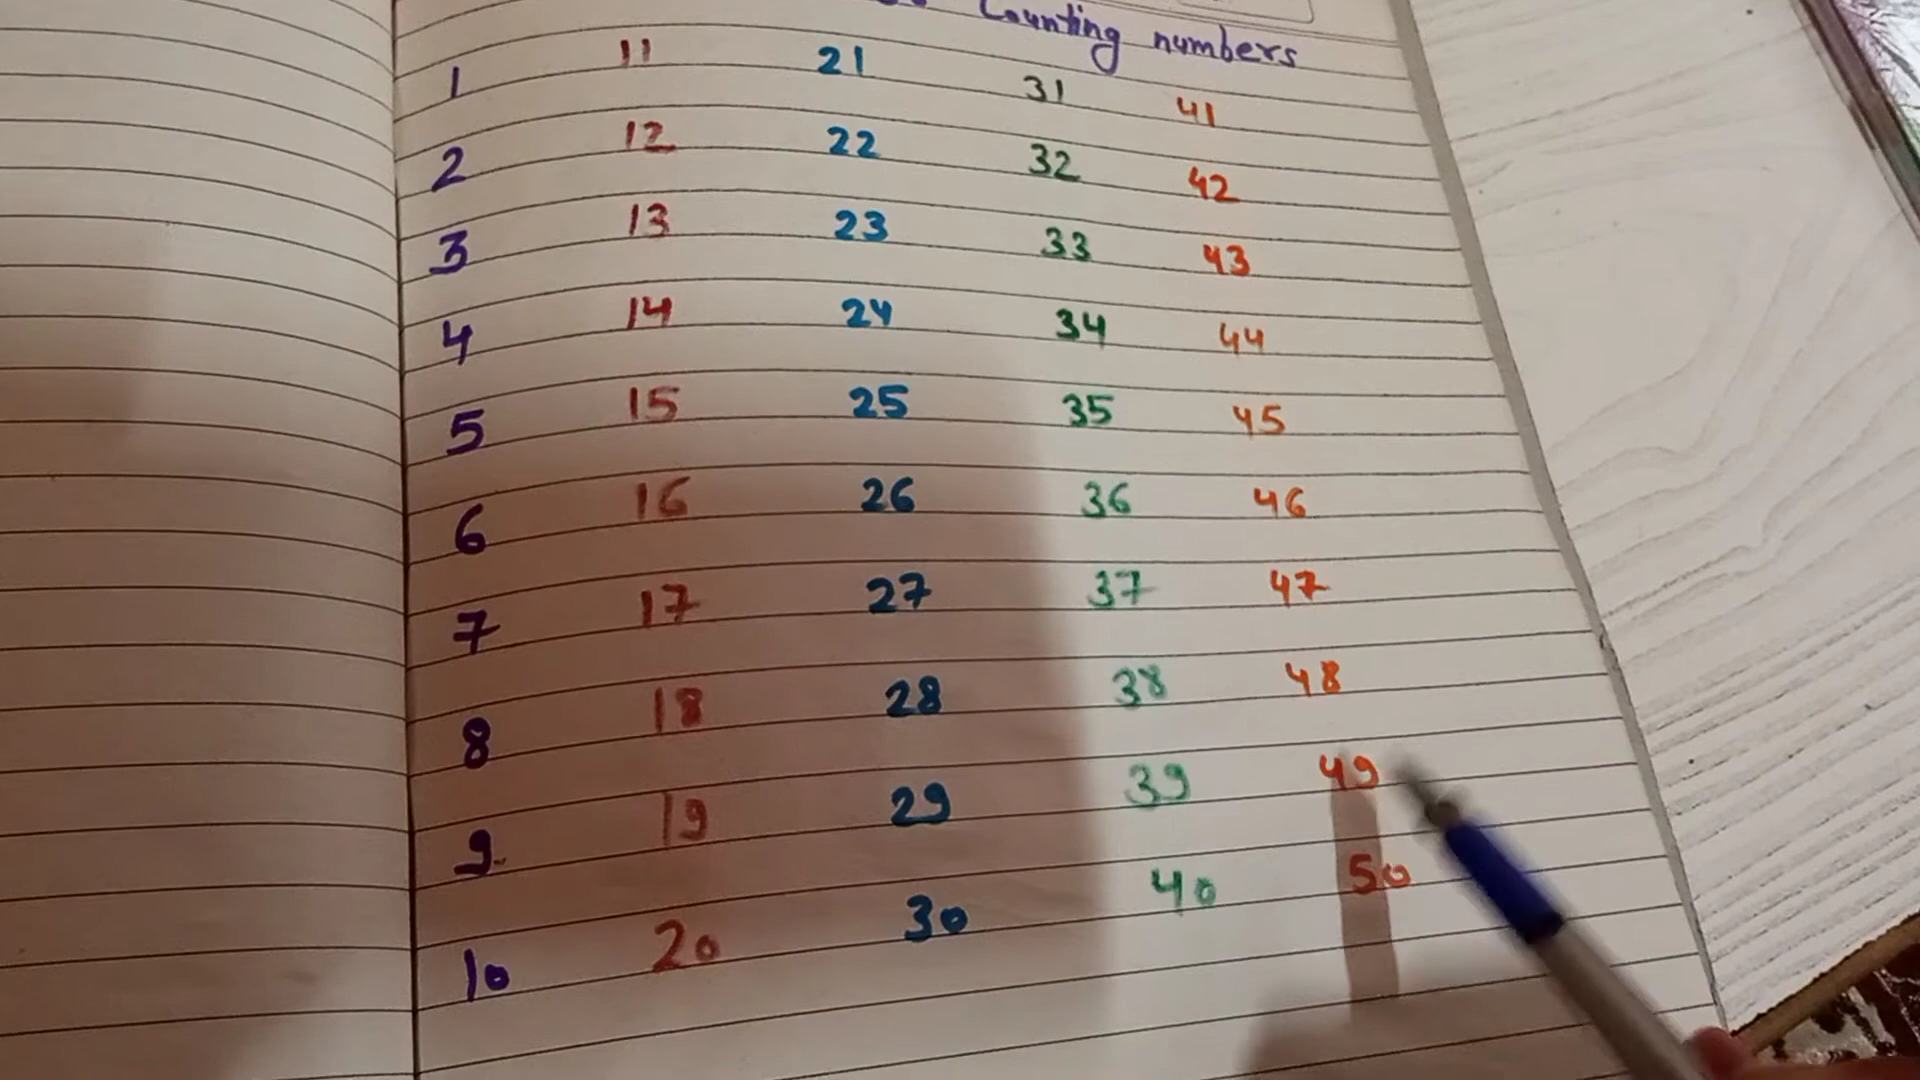 Counting numbers
1 11 21 31 41
2 12 22 32 42
3 13 23 33 43
4 14 24 34 44
5 15 25 35 45
6 16 26 36 46
7 17 27 37 47
8 18 28 38 48
9 19 29 39 49
10 20 30 40 50